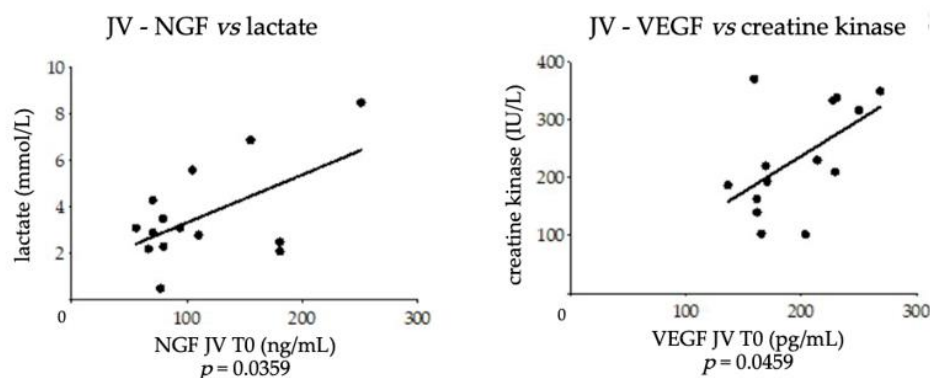 JV - NGF vs lactate
10
8
6
4
2
0
100
200
300
lactate (mmol/L)
NGF JV T0 (ng/mL)
p = 0.0359
JV - VEGF vs creatine kinase
400
300
200
100
0
100
200
300
creatine kinase (IU/L)
VEGF JV T0 (pg/mL)
p = 0.0459